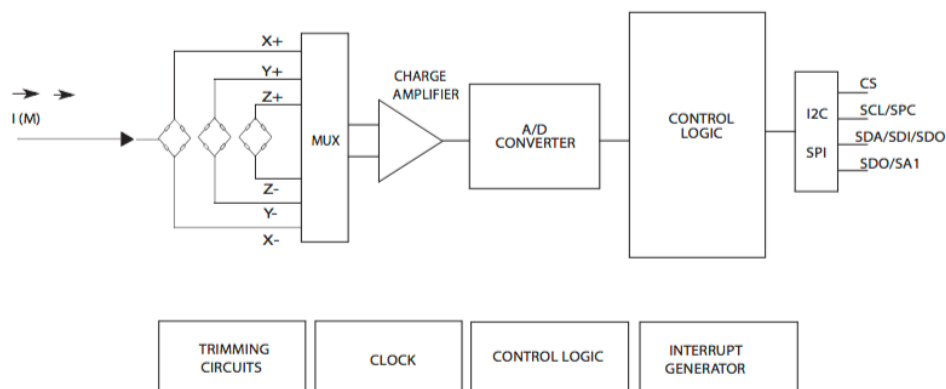 X+
Y+
Z+
I (M)
MUX
Z-
Y-
X-
CHARGE
AMPLIFIER
A/D
CONVERTER
CONTROL
LOGIC
I2C
SPI
CS
SCL/SPC
SDA/SDI/SDO
SDO/SA1
TRIMMING
CIRCUITS
CLOCK
CONTROL LOGIC
INTERRUPT
GENERATOR